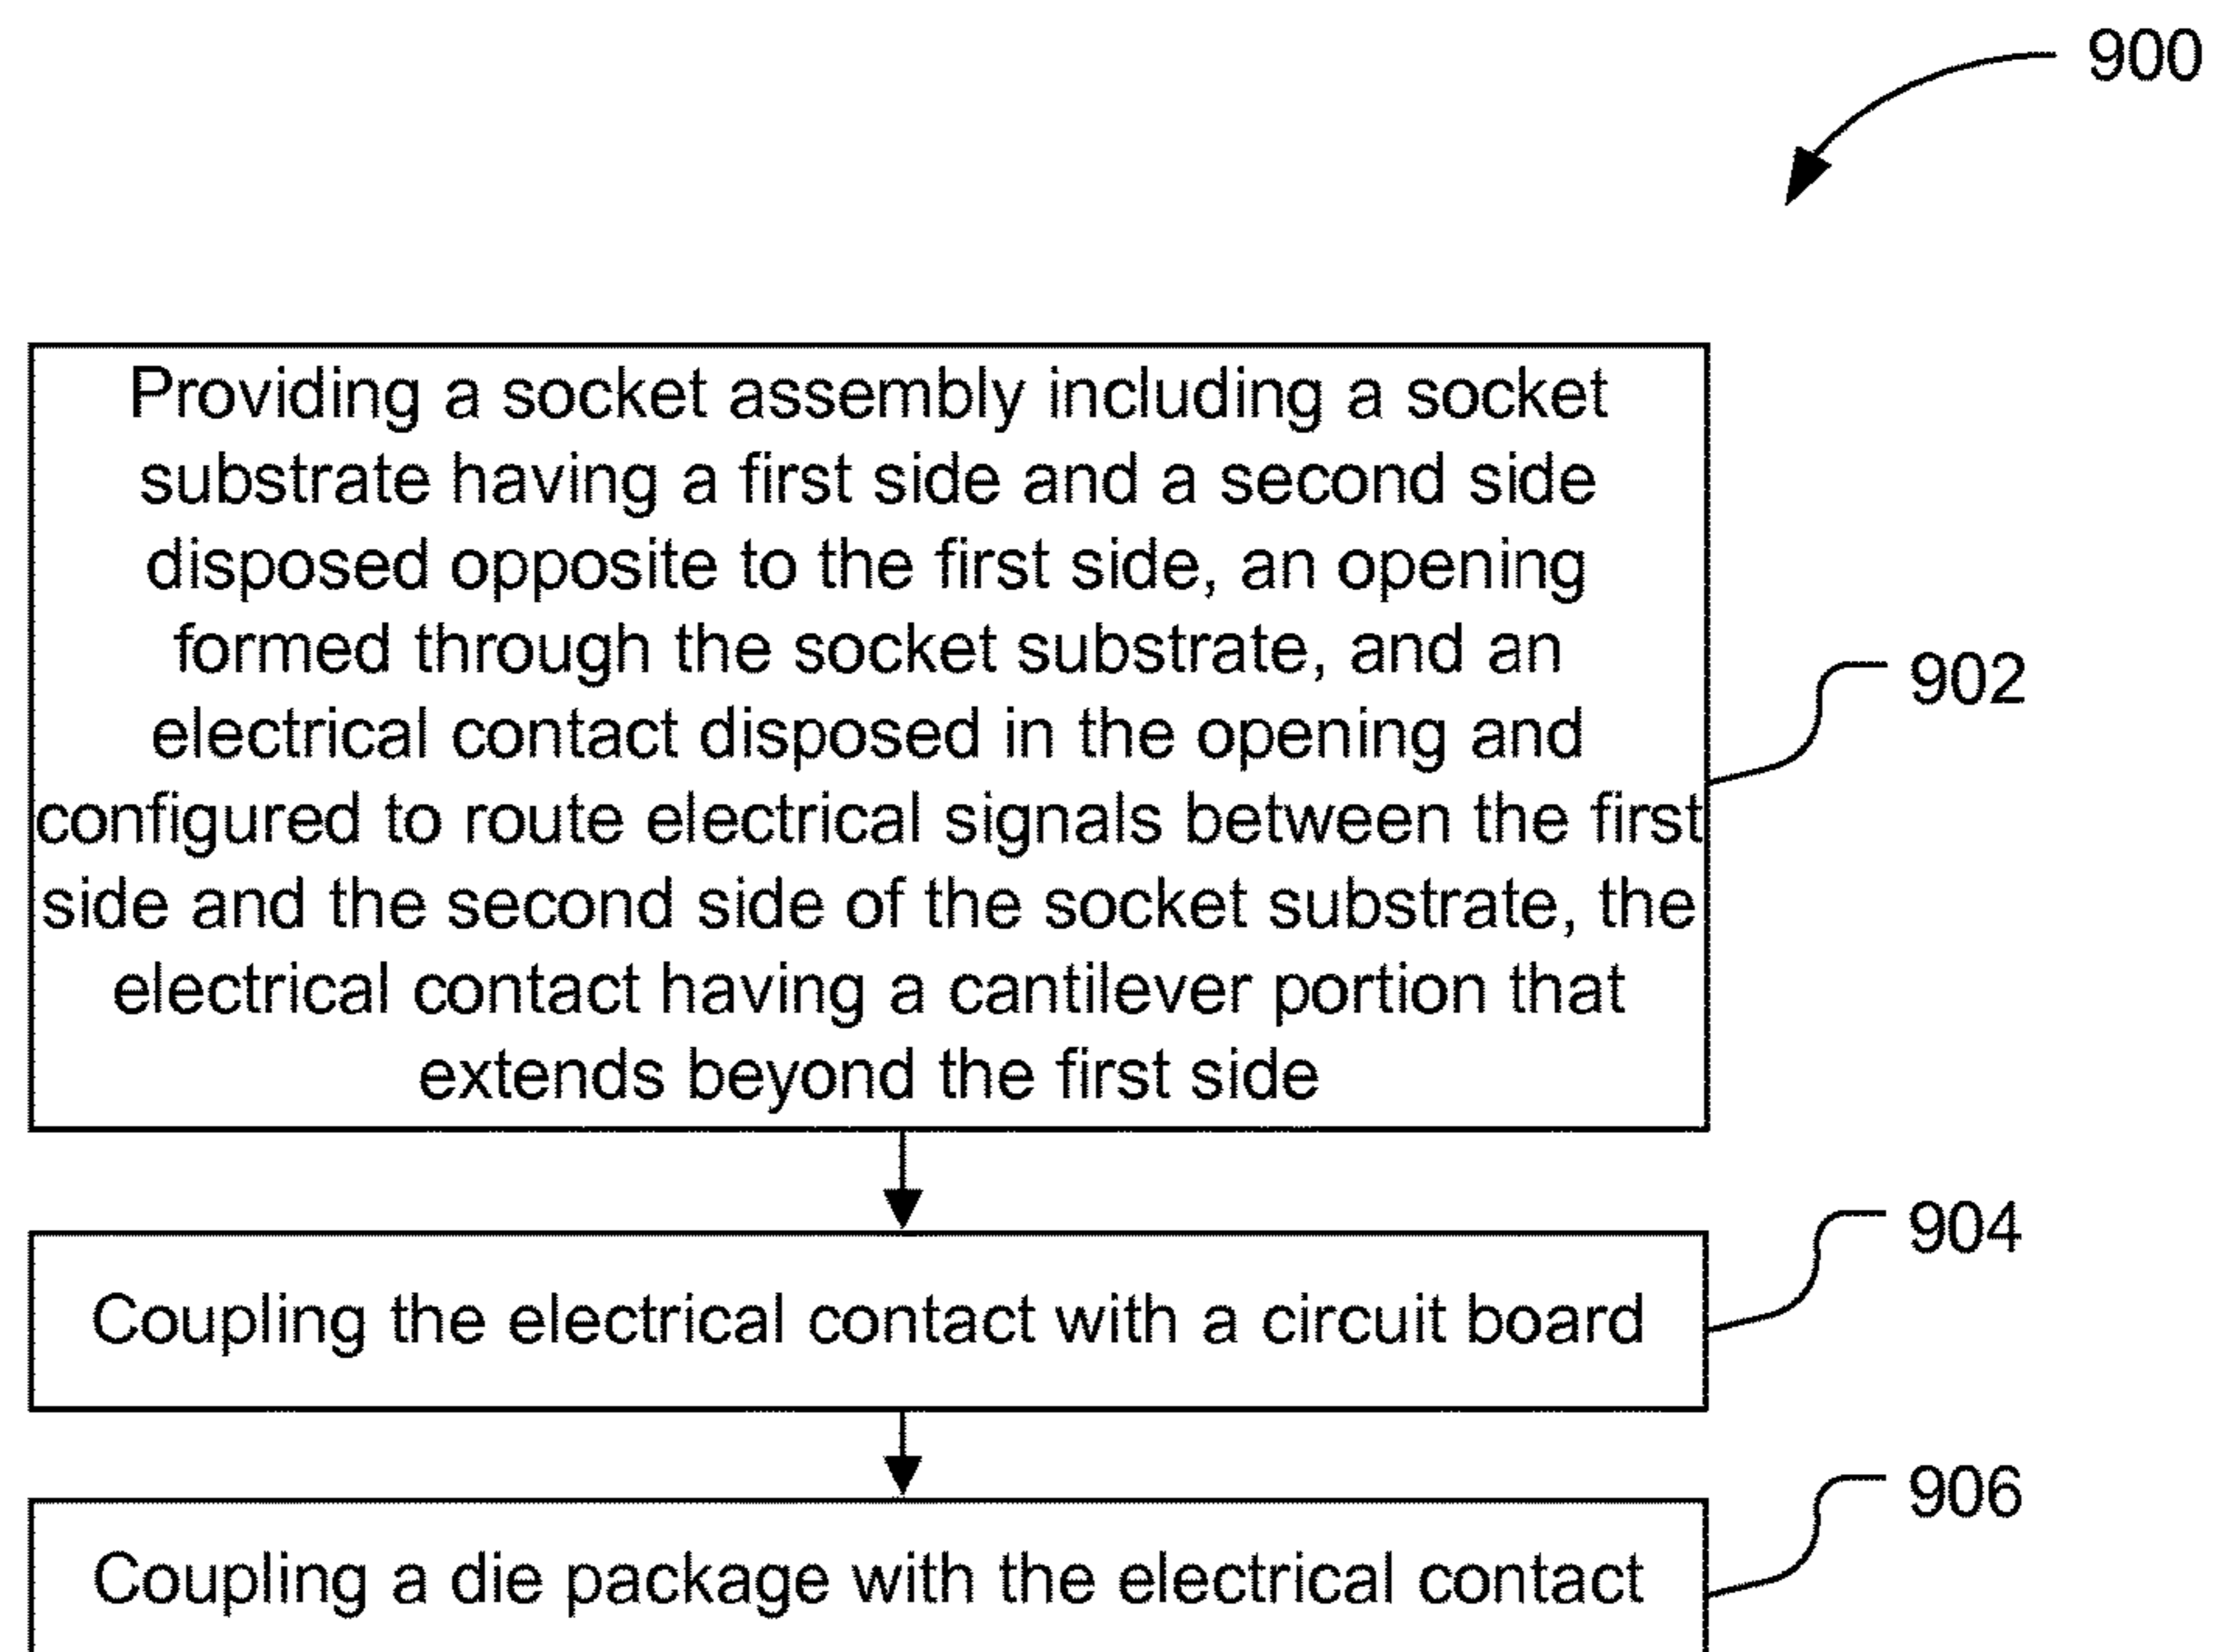 900
Providing a socket assembly including a socket
substrate having a first side and a second side
disposed opposite to the first side, an opening
formed through the socket substrate, and an
electrical contact disposed in the opening and
configured to route electrical signals between the first
side and the second side of the socket substrate, the
electrical contact having a cantilever portion that
extends beyond the first side
902
Coupling the electrical contact with a circuit board
904
Coupling a die package with the electrical contact
906